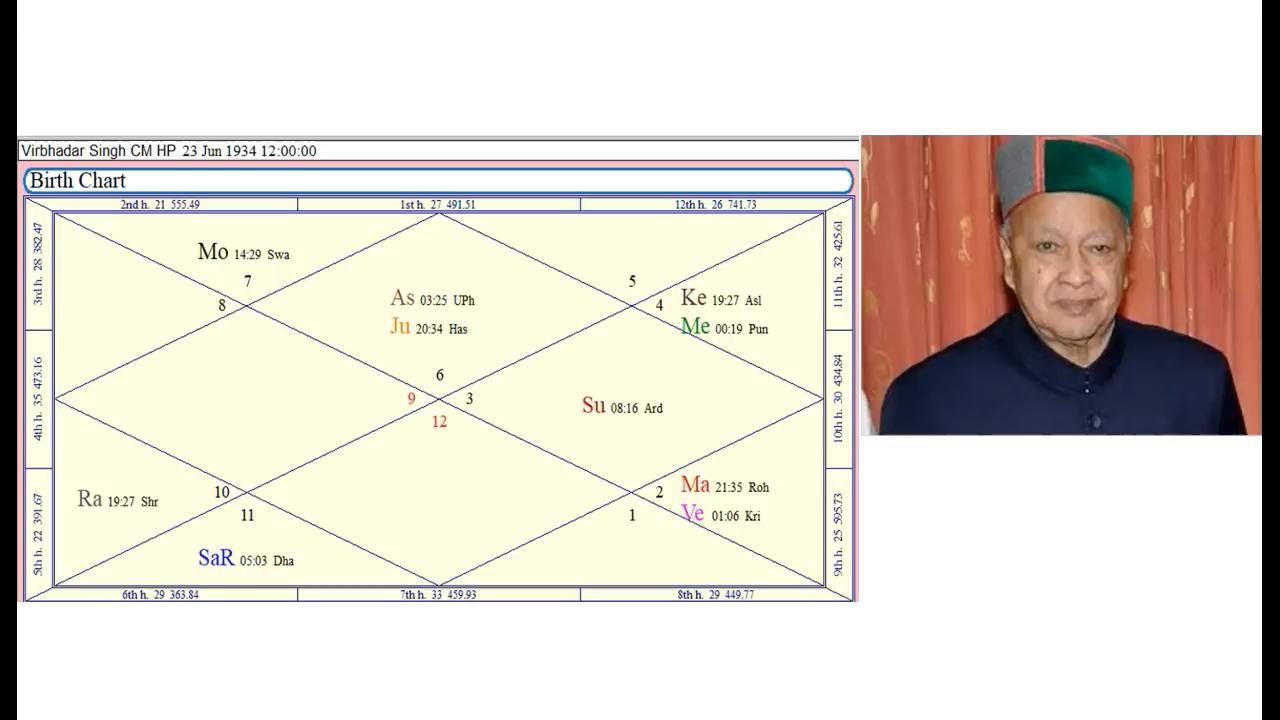 Virbhadar Singh CM HP 23 Jun 1934 12:00:00
Birth Chart
2nd h. 21 555.49
1st h. 27 491.51
12th h. 26 741.73
3rd h. 28 382.47
11th h. 32 425.61
Mo 14:29 Swa
7
8
As 03:25 UPh
Ju 20:34 Has
5
4
Ke 19:27 Asl
Me 00:19 Pun
4th h. 35 473.16
10th h. 30 434.84
6
9
3
12
Su 08:16 Ard
5th h. 22 391.67
9th h. 25 595.73
Ra 19:27 Shr
10
11
SaR 05:03 Dha
2
1
Ma 21:35 Roh
Ve 01:06 Kri
6th h. 29 363.84
7th h. 33 459.93
8th h. 29 449.77